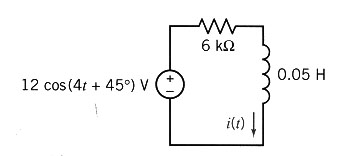 6 kΩ
12 cos(4t + 45°) V
+
−
0.05 H
i(t)